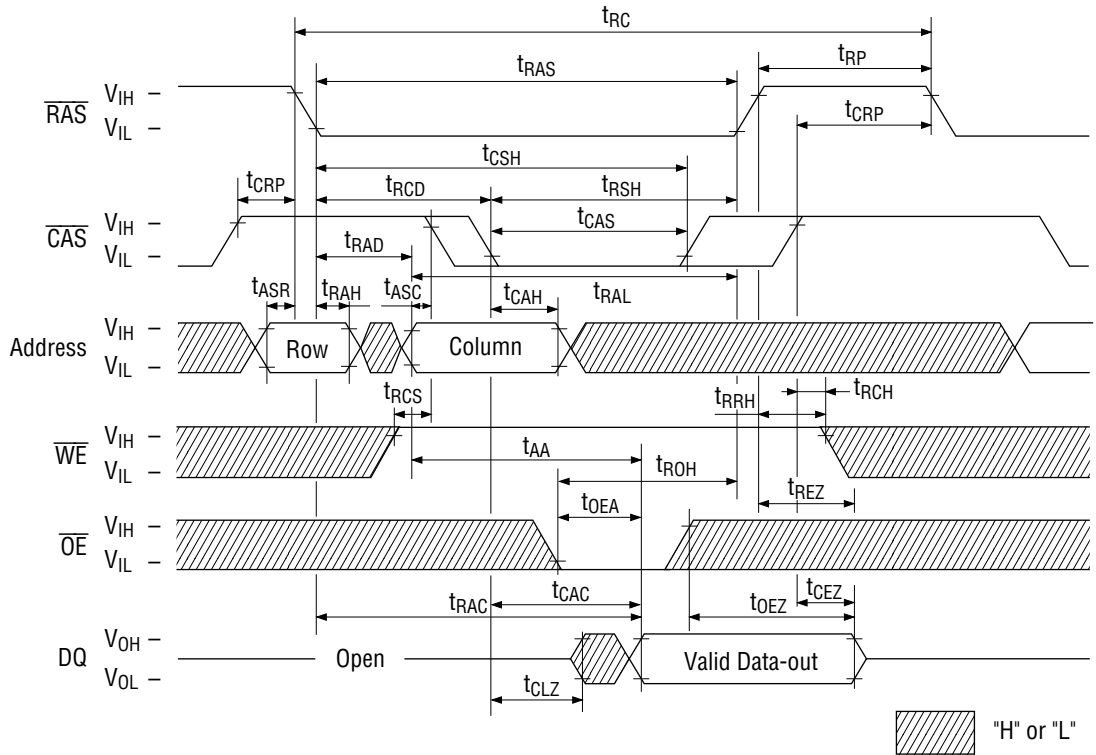 tRC
tRP
tRAS
RAS
VIH –
VIL –
tCRP
tCSH
tCRP
tRCD
tRSH
CAS
VIH –
VIL –
tCAS
tRAD
tASR
tRAH
tASC
tCAH
tRAL
Address
VIH –
VIL –
Row
Column
tRCS
tRRH
tRCH
WE
VIH –
VIL –
tAA
tROH
tREZ
tOEA
OE
VIH –
VIL –
tCAC
tRAC
tCEZ
tOEZ
DQ
VOH –
VOL –
Open
Valid Data-out
tCLZ
"H" or "L"